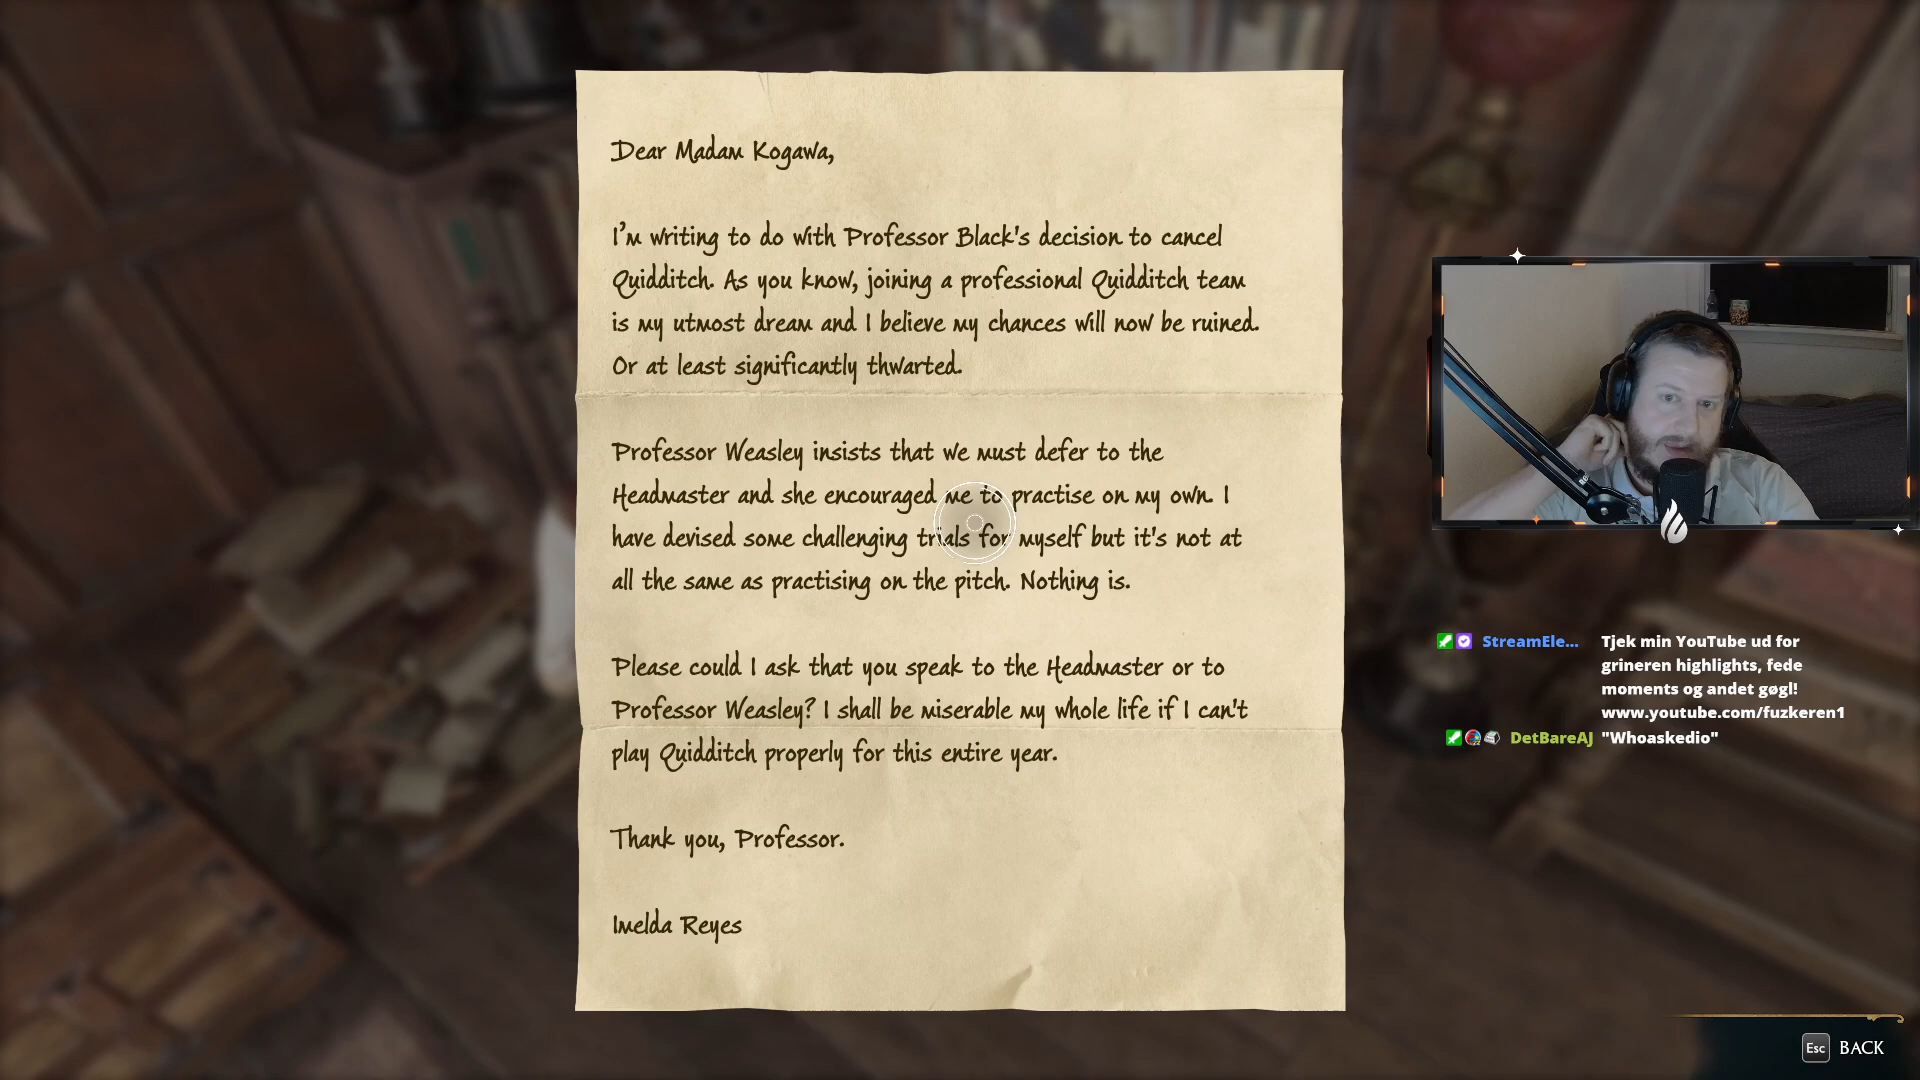 Dear Madam Kogawa,
I'm writing to do with Professor Black's decision to cancel
Quidditch. As you know, joining a professional Quidditch team
is my utmost dream and I believe my chances will now be ruined.
Or at least significantly thwarted.
Professor Weasley insists that we must defer to the
Headmaster and she encouraged me to practise on my own. I
have devised some challenging trials for myself but it's not at
all the same as practising on the pitch. Nothing is.
Please could I ask that you speak to the Headmaster or to
Professor Weasley? I shall be miserable my whole life if I can't
play Quidditch properly for this entire year.
Thank you, Professor.
Imelda Reyes
StreamEle... Tjek min YouTube ud for
grineren highlights, fede
moments og andet gøgl!
www.youtube.com/fuzkeren1
DetBareAJ "Whoaskedio"
Esc BACK